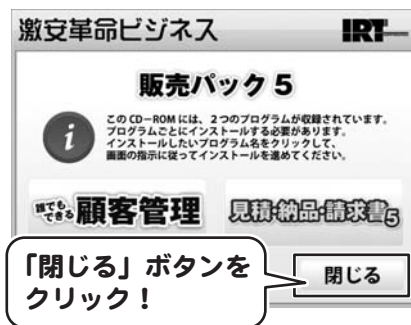 激安革命ビジネス
IRT
販売パック5
i
このCD-ROMには、2つのプログラムが収録されています。
プログラムごとにインストールする必要があります。
インストールしたいプログラム名をクリックして、
画面の指示に従ってインストールを進めてください。
誰でもできる顧客管理
見積・納品・請求書5
「閉じる」ボタンを
クリック！
閉じる